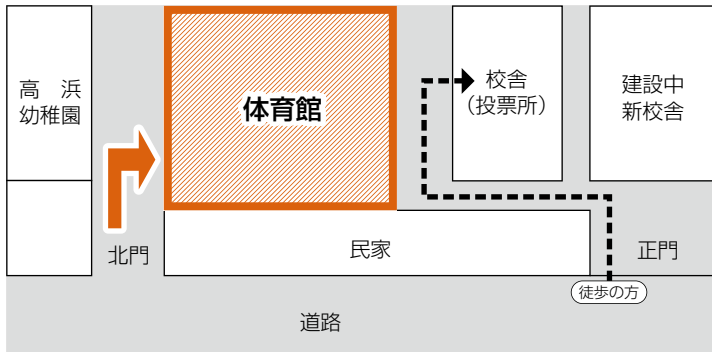 高　浜
幼稚園
体育館
校舎
（投票所）
建設中
新校舎
北門
民家
正門
徒歩の方
道路